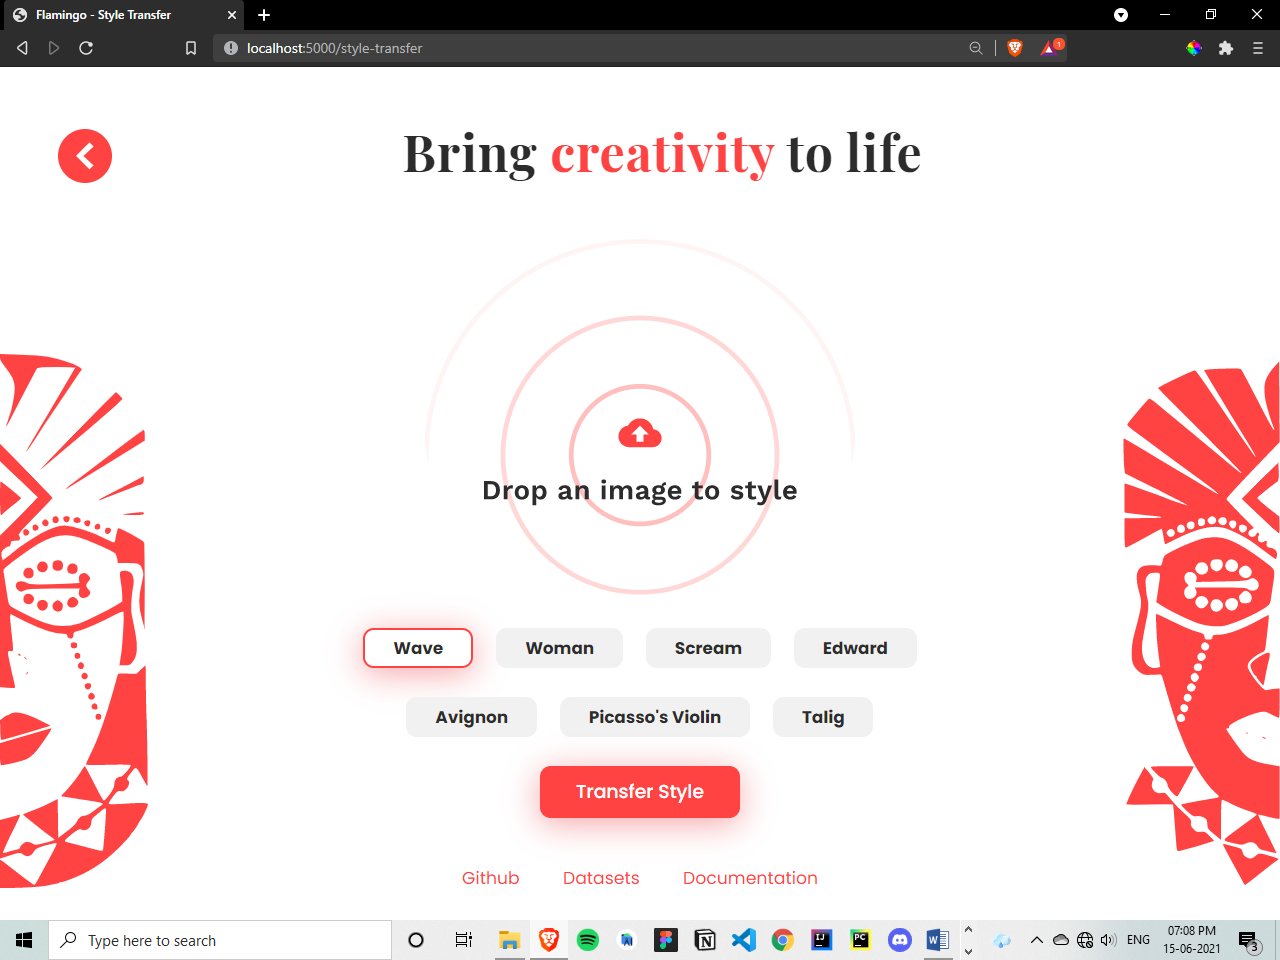 Flamingo - Style Transfer
localhost:5000/style-transfer
1
Bring creativity to life
Drop an image to style
Wave Woman Scream Edward
Avignon Picasso's Violin Talig
Transfer Style
Github Datasets Documentation
Type here to search
ENG
07:08 PM
15-06-2021
3